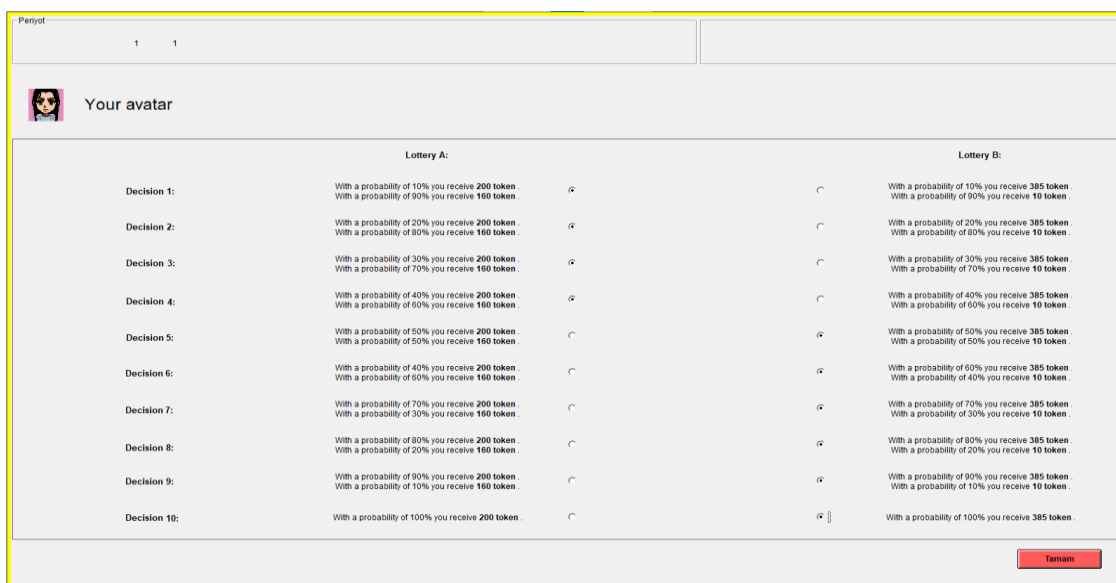 Periyot
1 1
Your avatar
Lottery A: Lottery B:
Decision 1:
With a probability of 10% you receive 200 token .
With a probability of 90% you receive 160 token .
With a probability of 10% you receive 385 token .
With a probability of 90% you receive 10 token .
Decision 2:
With a probability of 20% you receive 200 token .
With a probability of 80% you receive 160 token .
With a probability of 20% you receive 385 token .
With a probability of 80% you receive 10 token .
Decision 3:
With a probability of 30% you receive 200 token .
With a probability of 70% you receive 160 token .
With a probability of 30% you receive 385 token .
With a probability of 70% you receive 10 token .
Decision 4:
With a probability of 40% you receive 200 token .
With a probability of 60% you receive 160 token .
With a probability of 40% you receive 385 token .
With a probability of 60% you receive 10 token .
Decision 5:
With a probability of 50% you receive 200 token .
With a probability of 50% you receive 160 token .
With a probability of 50% you receive 385 token .
With a probability of 50% you receive 10 token .
Decision 6:
With a probability of 40% you receive 200 token .
With a probability of 60% you receive 160 token .
With a probability of 60% you receive 385 token .
With a probability of 40% you receive 10 token .
Decision 7:
With a probability of 70% you receive 200 token .
With a probability of 30% you receive 160 token .
With a probability of 70% you receive 385 token .
With a probability of 30% you receive 10 token .
Decision 8:
With a probability of 80% you receive 200 token .
With a probability of 20% you receive 160 token .
With a probability of 80% you receive 385 token .
With a probability of 20% you receive 10 token .
Decision 9:
With a probability of 90% you receive 200 token .
With a probability of 10% you receive 160 token .
With a probability of 90% you receive 385 token .
With a probability of 10% you receive 10 token .
Decision 10:
With a probability of 100% you receive 200 token .
With a probability of 100% you receive 385 token .
Tamam